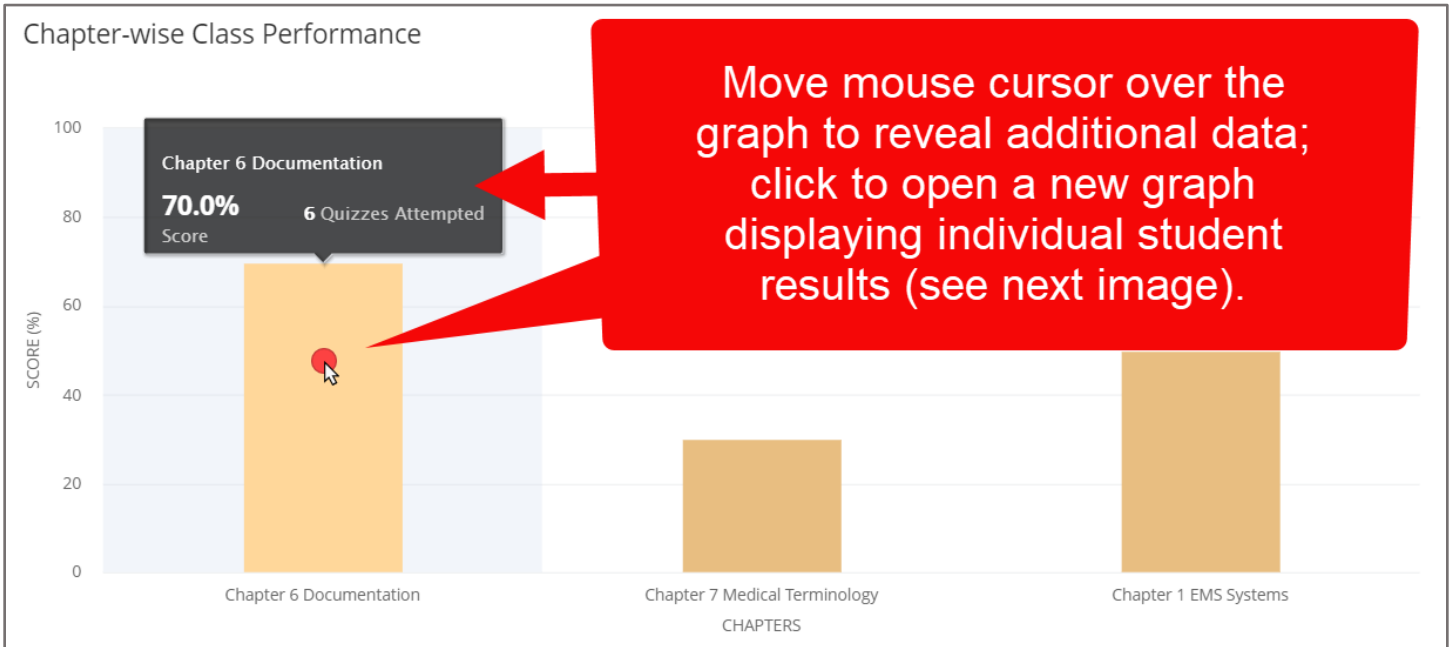 Chapter-wise Class Performance
Move mouse cursor over the
graph to reveal additional data;
click to open a new graph
displaying individual student
results (see next image).
100
80
60
40
20
0
SCORE (%)
Chapter 6 Documentation
70.0%
Score
6 Quizzes Attempted
Chapter 6 Documentation
Chapter 7 Medical Terminology
Chapter 1 EMS Systems
CHAPTERS